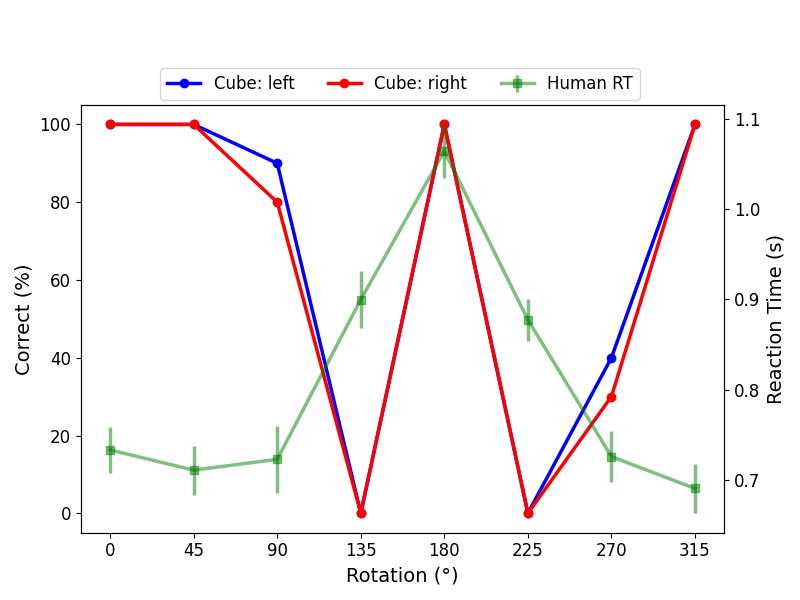 Cube: left Cube: right Human RT
100
80
60
40
20
0
Correct (%)
1.1
1.0
0.9
0.8
0.7
Reaction Time (s)
0 45 90 135 180 225 270 315
Rotation (°)